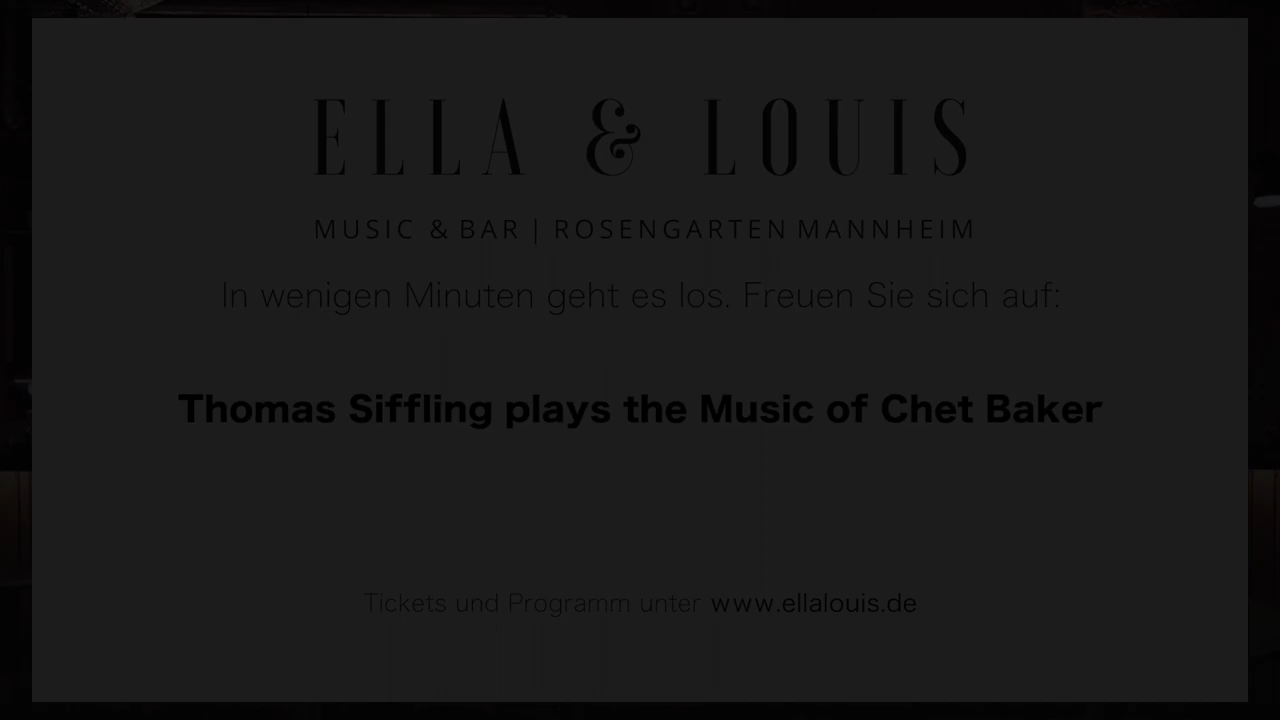 ELLA & LOUIS
MUSIC & BAR | ROSENGARTEN MANNHEIM
In wenigen Minuten geht es los. Freuen Sie sich auf:
Thomas Siffling plays the Music of Chet Baker
Tickets und Programm unter www.ellalouis.de